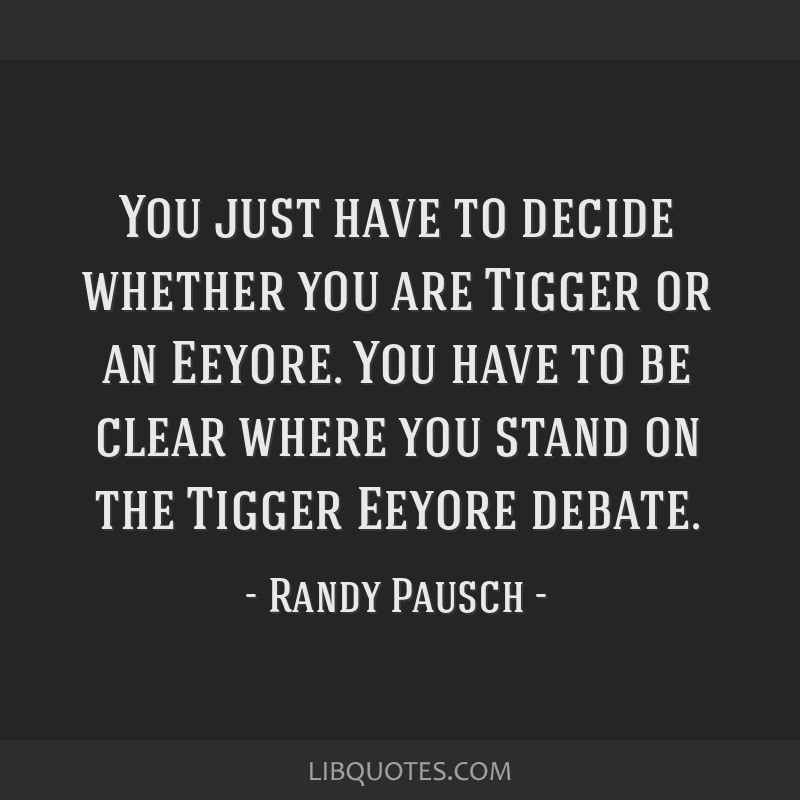 You just have to decide
whether you are Tigger or
an Eeyore. You have to be
clear where you stand on
the Tigger Eeyore debate.
- Randy Pausch -
LIBQUOTES.COM